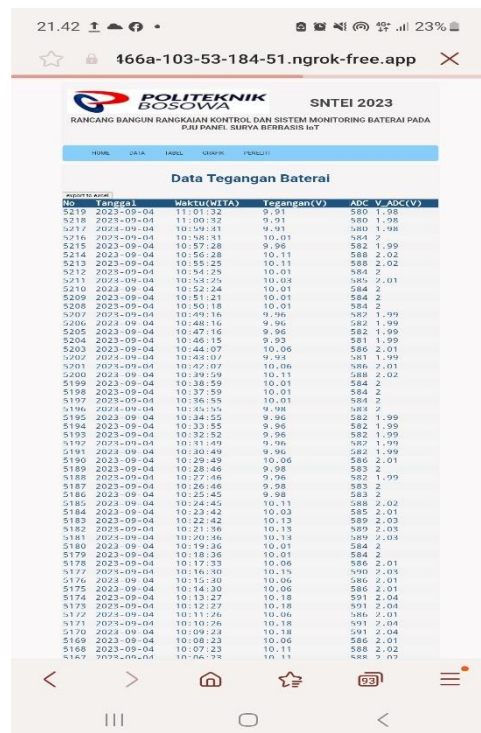 21.42
23%
466a-103-53-184-51.ngrok-free.app
POLITEKNIK
BOSOWA
SNTEI 2023
RANCANG BANGUN RANGKAIAN KONTROL DAN SISTEM MONITORING BATERAI PADA
PJU PANEL SURYA BERBASIS IoT
HOME DATA TABEL GRAFIK PENELITI
Data Tegangan Baterai
export to excel
No Tanggal Waktu(WITA) Tegangan(V) ADC V_ADC(V)
5219 2023-09-04 11:01:32 9.91 580 1.98
5218 2023-09-04 11:00:32 9.91 580 1.98
5217 2023-09-04 10:59:31 9.91 580 1.98
5216 2023-09-04 10:58:31 10.01 584 2
5215 2023-09-04 10:57:28 9.96 582 1.99
5214 2023-09-04 10:56:28 10.11 588 2.02
5213 2023-09-04 10:55:25 10.11 588 2.02
5212 2023-09-04 10:54:25 10.01 584 2
5211 2023-09-04 10:53:25 10.03 585 2.01
5210 2023-09-04 10:52:24 10.01 584 2
5209 2023-09-04 10:51:21 10.01 584 2
5208 2023-09-04 10:50:18 10.01 584 2
5207 2023-09-04 10:49:16 9.96 582 1.99
5206 2023-09-04 10:48:16 9.96 582 1.99
5205 2023-09-04 10:47:16 9.96 582 1.99
5204 2023-09-04 10:46:15 9.93 581 1.99
5203 2023-09-04 10:44:07 10.06 586 2.01
5202 2023-09-04 10:43:07 9.93 581 1.99
5201 2023-09-04 10:42:07 10.06 586 2.01
5200 2023-09-04 10:39:59 10.11 588 2.02
5199 2023-09-04 10:38:59 10.01 584 2
5198 2023-09-04 10:37:59 10.01 584 2
5197 2023-09-04 10:36:55 10.01 584 2
5196 2023-09-04 10:35:55 9.98 583 2
5195 2023-09-04 10:34:55 9.96 582 1.99
5194 2023-09-04 10:33:55 9.96 582 1.99
5193 2023-09-04 10:32:52 9.96 582 1.99
5192 2023-09-04 10:31:49 9.96 582 1.99
5191 2023-09-04 10:30:49 9.96 582 1.99
5190 2023-09-04 10:29:49 10.06 586 2.01
5189 2023-09-04 10:28:46 9.98 583 2
5188 2023-09-04 10:27:46 9.96 582 1.99
5187 2023-09-04 10:26:46 9.98 583 2
5186 2023-09-04 10:25:45 9.98 583 2
5185 2023-09-04 10:24:45 10.11 588 2.02
5184 2023-09-04 10:23:42 10.03 585 2.01
5183 2023-09-04 10:22:42 10.13 589 2.03
5182 2023-09-04 10:21:36 10.13 589 2.03
5181 2023-09-04 10:20:36 10.13 589 2.03
5180 2023-09-04 10:19:36 10.01 584 2
5179 2023-09-04 10:18:36 10.01 584 2
5178 2023-09-04 10:17:33 10.06 586 2.01
5177 2023-09-04 10:16:30 10.15 590 2.03
5176 2023-09-04 10:15:30 10.06 586 2.01
5175 2023-09-04 10:14:30 10.06 586 2.01
5174 2023-09-04 10:13:27 10.18 591 2.04
5173 2023-09-04 10:12:27 10.18 591 2.04
5172 2023-09-04 10:11:26 10.06 586 2.01
5171 2023-09-04 10:10:26 10.18 591 2.04
5170 2023-09-04 10:09:23 10.18 591 2.04
5169 2023-09-04 10:08:23 10.06 586 2.01
5168 2023-09-04 10:07:23 10.11 588 2.02
5167 2023-09-04 10:06:23 10.11 588 2.02
93